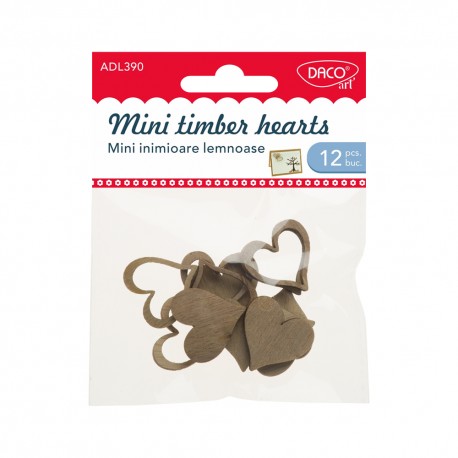 ADL390
DACO®
art
Mini timber hearts
Mini inimioare lemnoase
12 pcs.
buc.